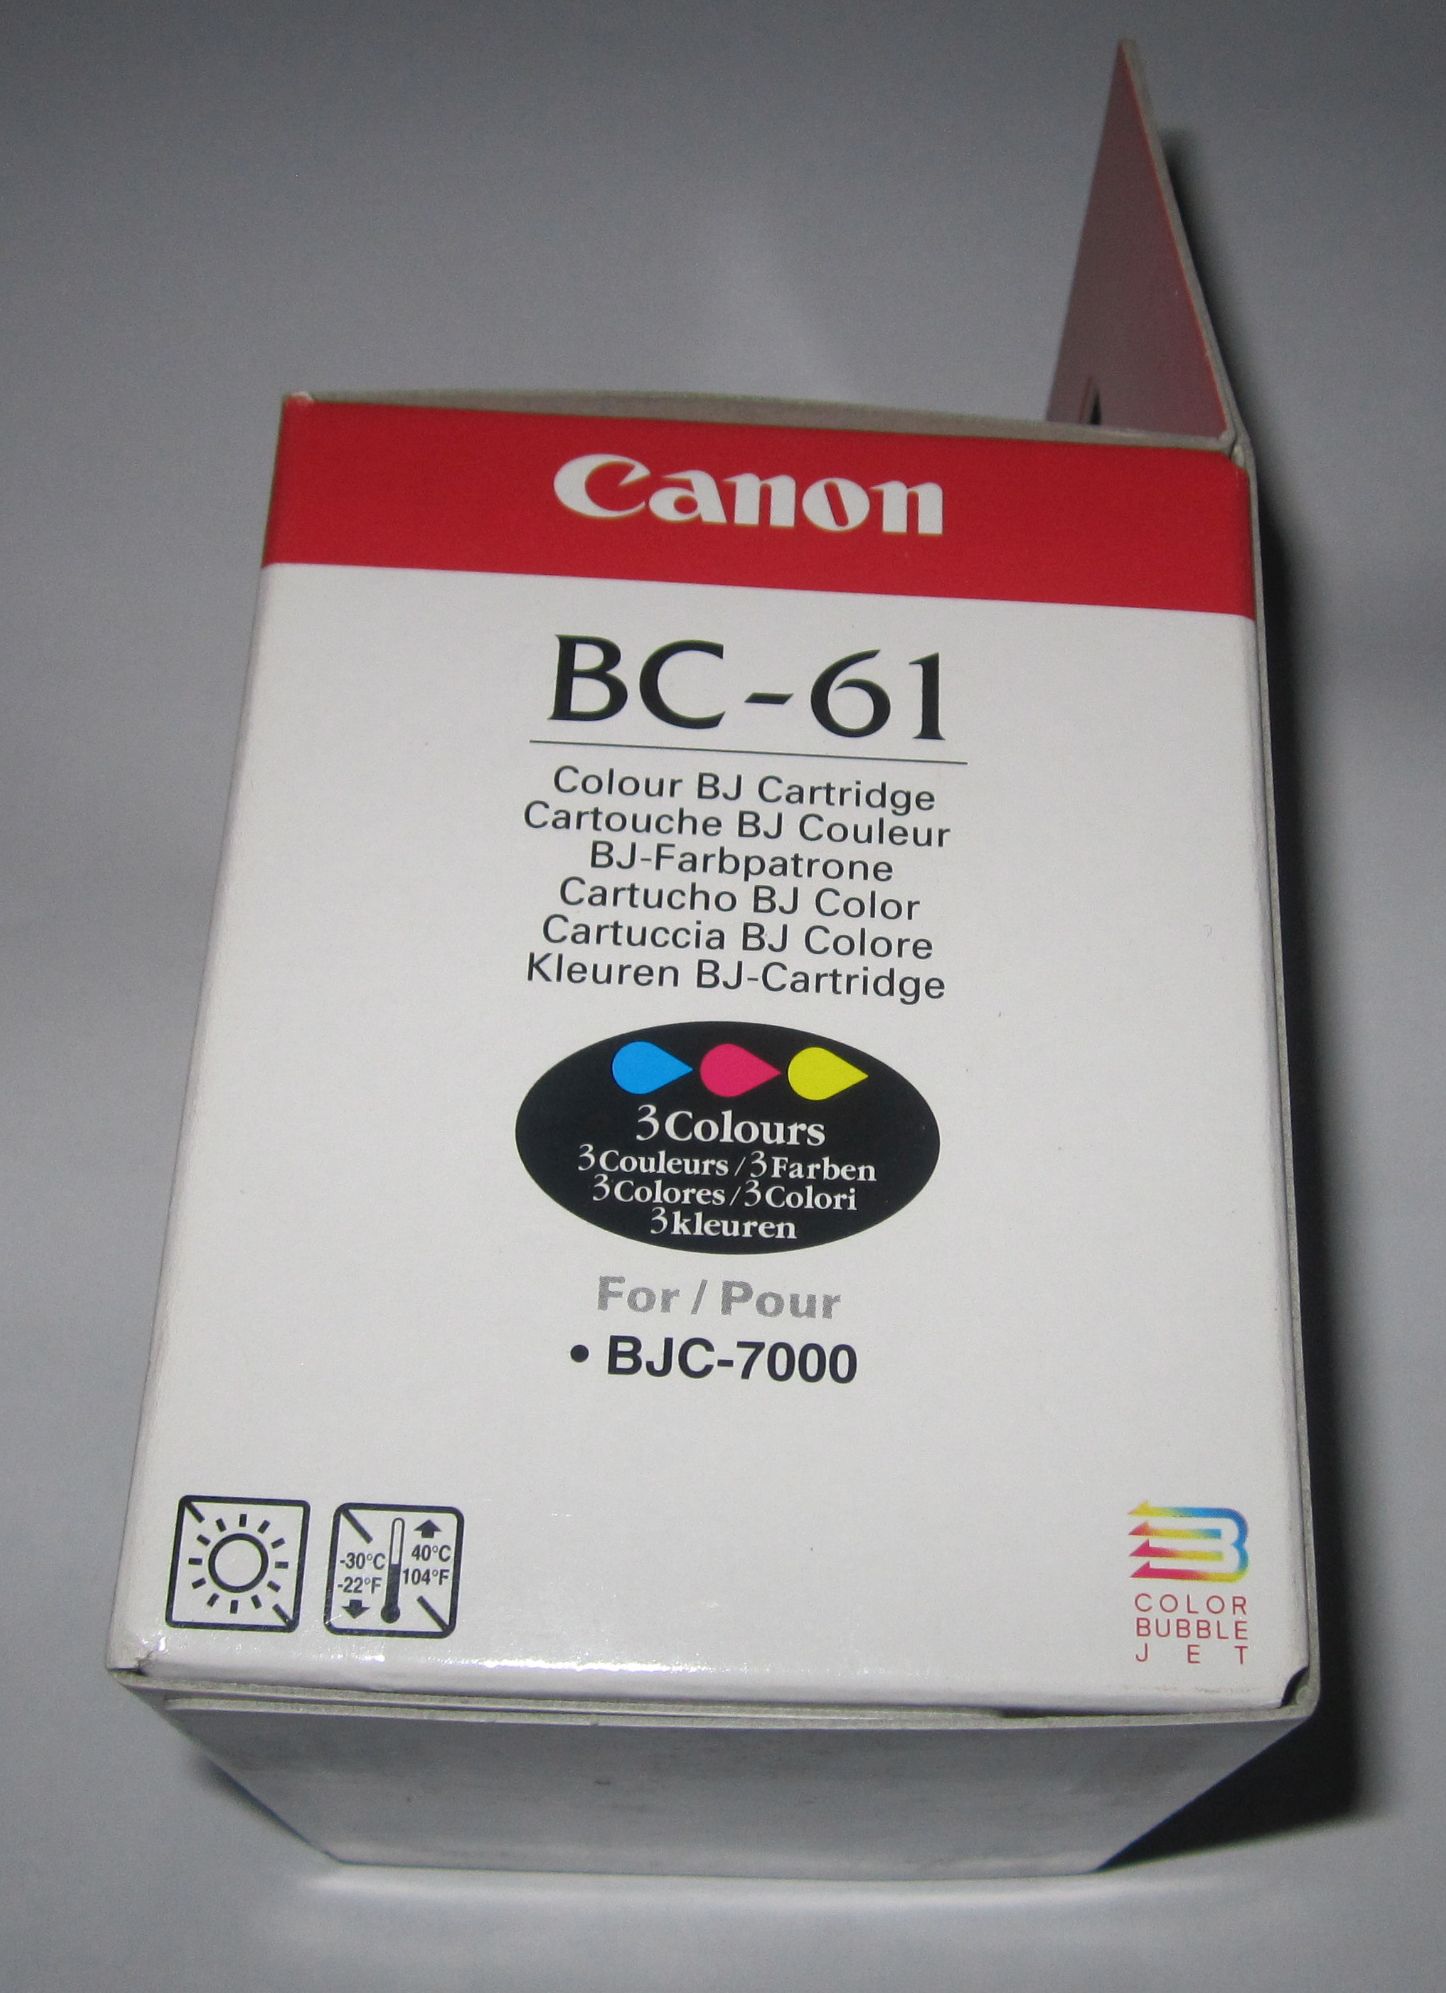 Canon
BC-61
Colour BJ Cartridge
Cartouche BJ Couleur
BJ-Farbpatrone
Cartucho BJ Color
Cartuccia BJ Colore
Kleuren BJ-Cartridge
3Colours
3Couleurs/3Farben
3Colores/3Colori
3kleuren
For/Pour
• BJC-7000
-30°C 40°C
-22°F 104°F
COLOR
BUBBLE
JET